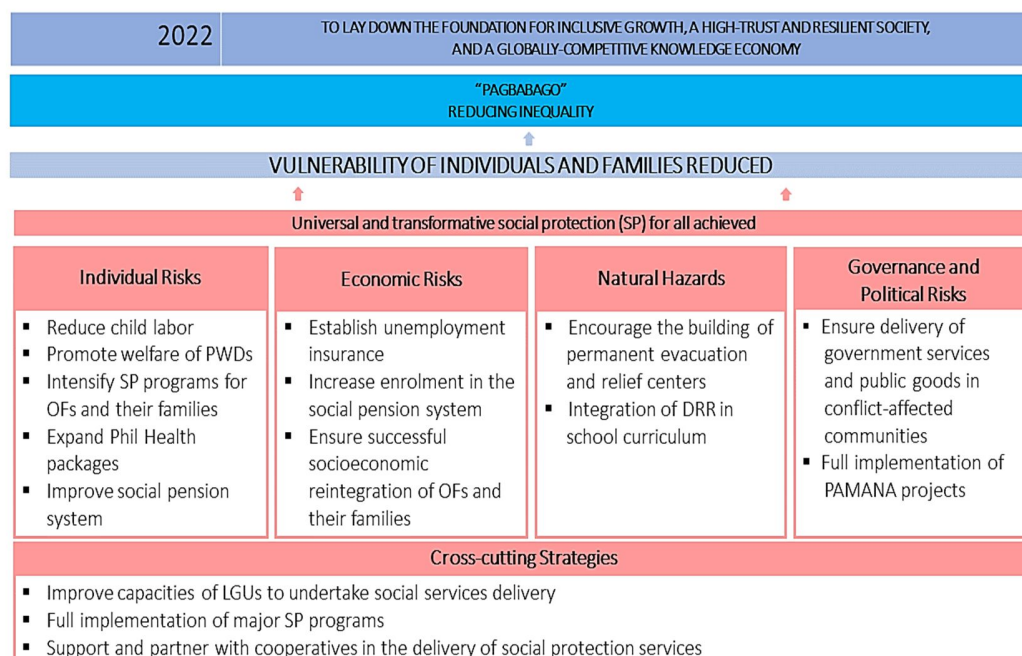 2022
TO LAY DOWN THE FOUNDATION FOR INCLUSIVE GROWTH, A HIGH-TRUST AND RESILIENT SOCIETY,
AND A GLOBALLY-COMPETITIVE KNOWLEDGE ECONOMY
“PAGBABAGO”
REDUCING INEQUALITY
VULNERABILITY OF INDIVIDUALS AND FAMILIES REDUCED
Universal and transformative social protection (SP) for all achieved
Individual Risks
▪ Reduce child labor
▪ Promote welfare of PWDs
▪ Intensify SP programs for
OFs and their families
▪ Expand Phil Health
packages
▪ Improve social pension
system
Economic Risks
▪ Establish unemployment
insurance
▪ Increase enrolment in the
social pension system
▪ Ensure successful
socioeconomic
reintegration of OFs and
their families
Natural Hazards
▪ Encourage the building of
permanent evacuation
and relief centers
▪ Integration of DRR in
school curriculum
Governance and
Political Risks
▪ Ensure delivery of
government services
and public goods in
conflict-affected
communities
▪ Full implementation of
PAMANA projects
Cross-cutting Strategies
▪ Improve capacities of LGUs to undertake social services delivery
▪ Full implementation of major SP programs
▪ Support and partner with cooperatives in the delivery of social protection services